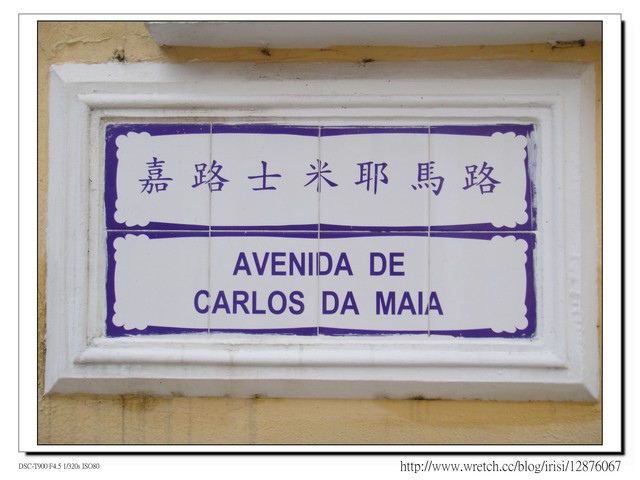 嘉路士米耶馬路
AVENIDA DE
CARLOS DA MAIA
DSC-T900 F4.5 1/320s ISO80
http://www.wretch.cc/blog/irisi/12876067